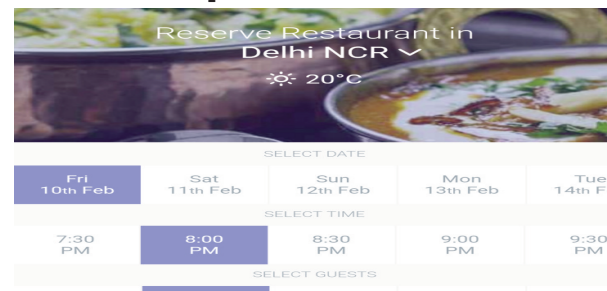 Reserve Restaurant in
Delhi NCR
20°C
SELECT DATE
Fri Sat Sun Mon Tue
10th Feb 11th Feb 12th Feb 13th Feb 14th F
SELECT TIME
7:30 8:00 8:30 9:00 9:30
PM PM PM PM PM
SELECT GUESTS